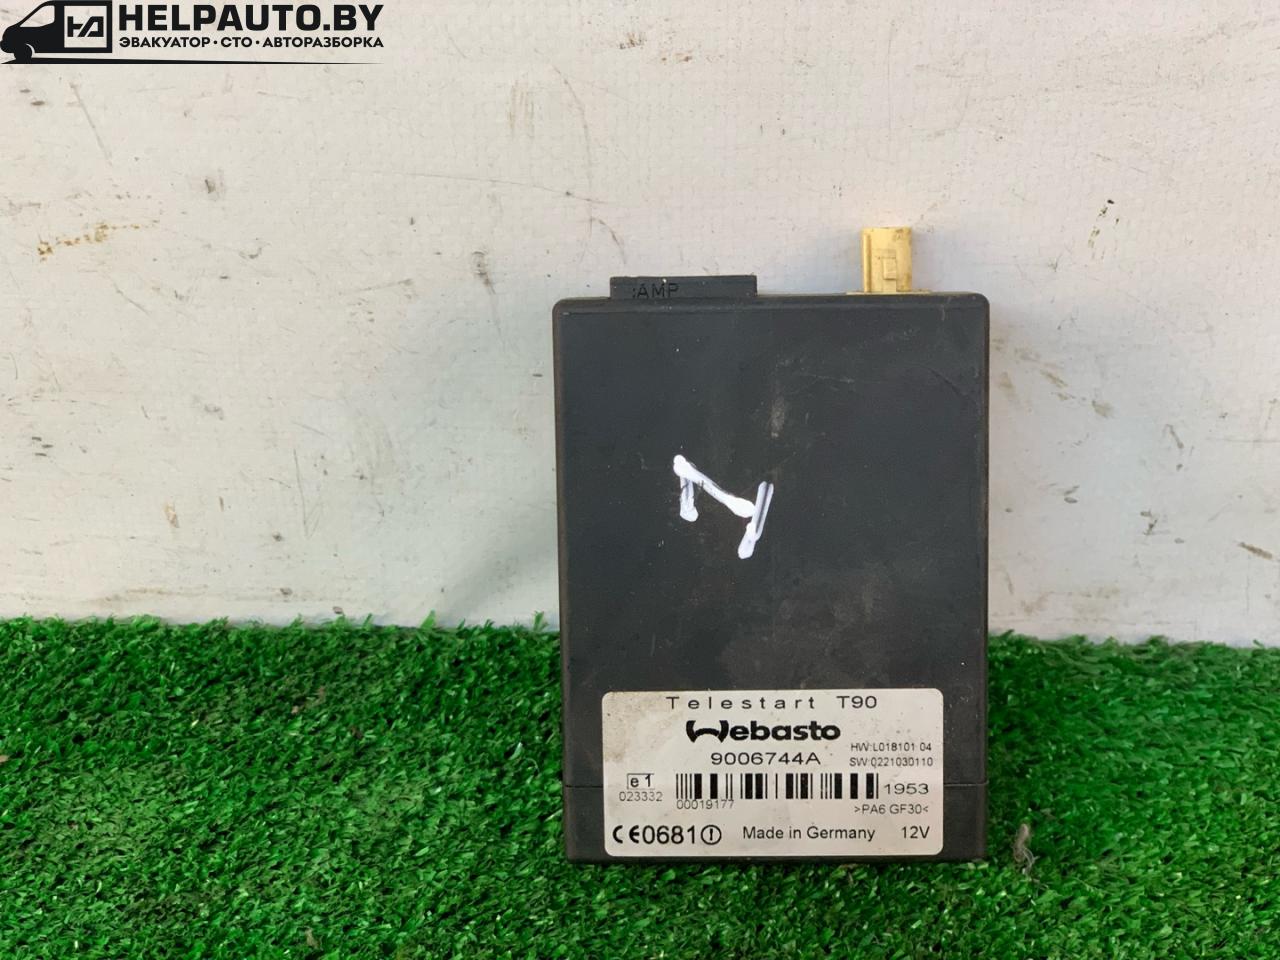 HELPAUTO.BY
ЭВАКУАТОР·СТО·АВТОРАЗБОРКА
AMP
Telestart T90
Webasto
9006744A
HW:L018101 04
SW:0221030110
e1
023332
00019177
1953
>PA6 GF30<
CE0681
Made in Germany 12V